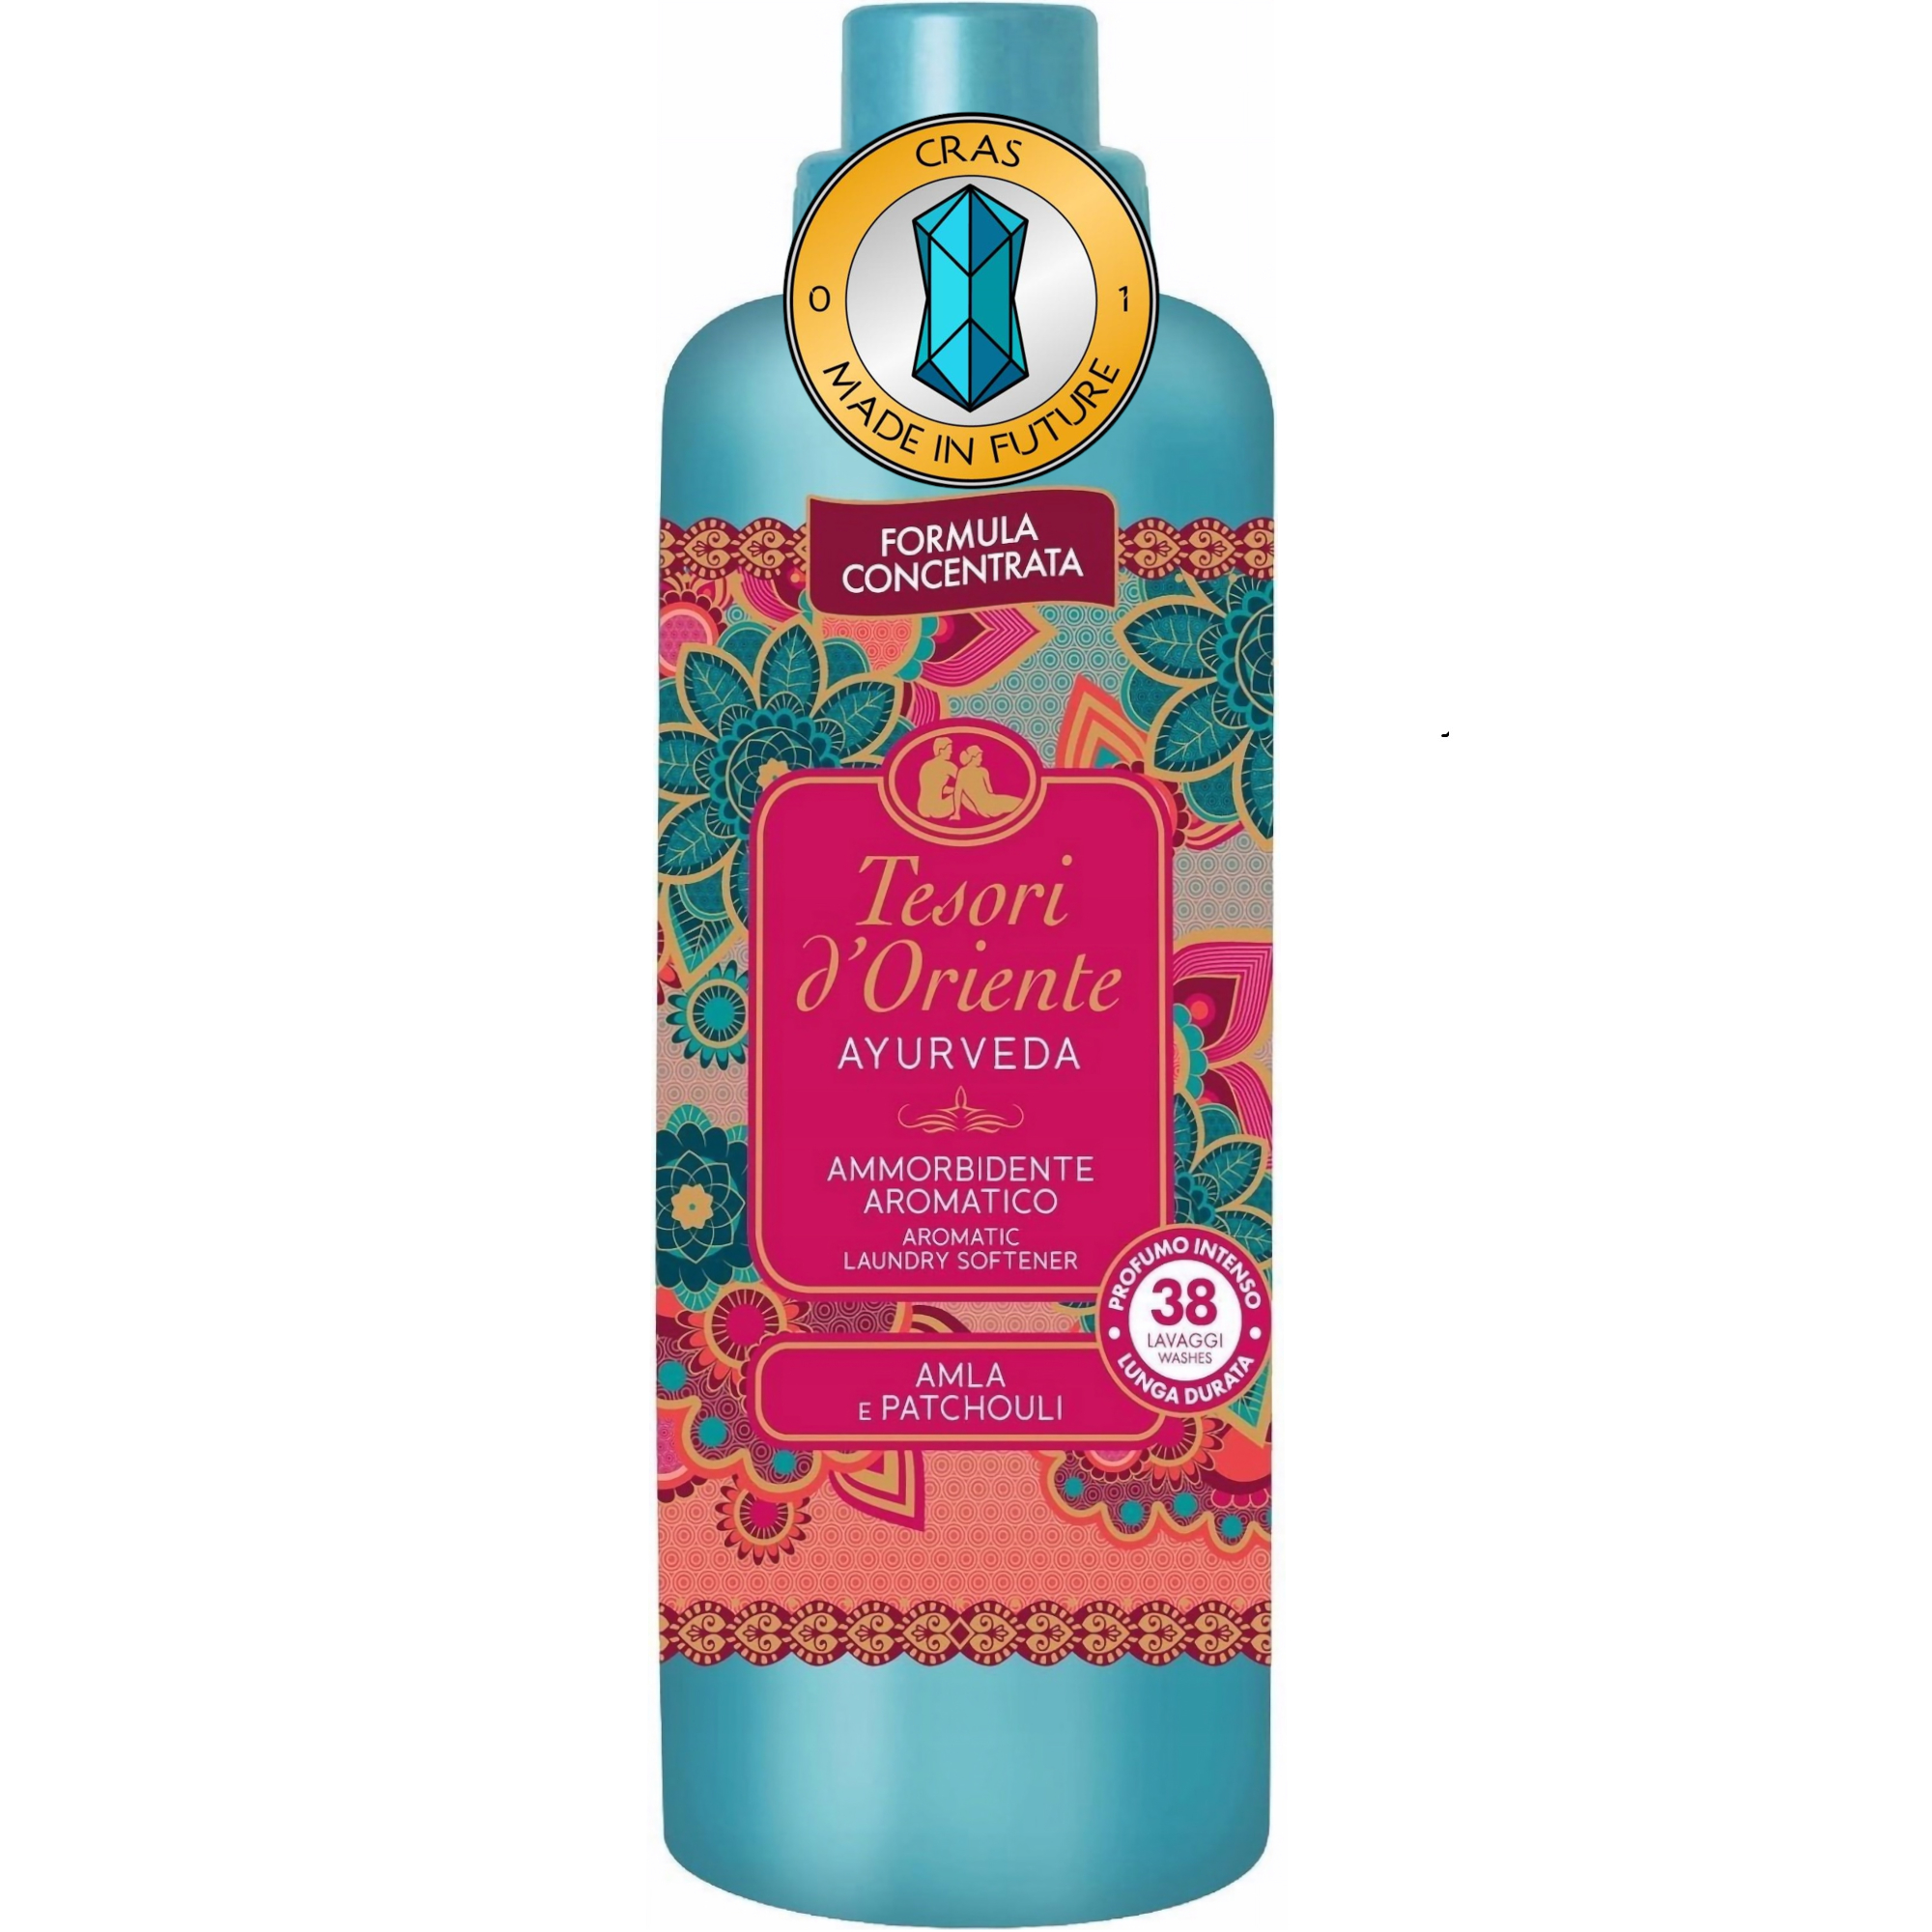 CRAS
0 1
MADE IN FUTURE
FORMULA
CONCENTRATA
Tesori
d'Oriente
AYURVEDA
AMMORBIDENTE
AROMATICO
AROMATIC
LAUNDRY SOFTENER
PROFUMO INTENSO
38
LAVAGGI
WASHES
LUNGA DURATA
AMLA
E PATCHOULI